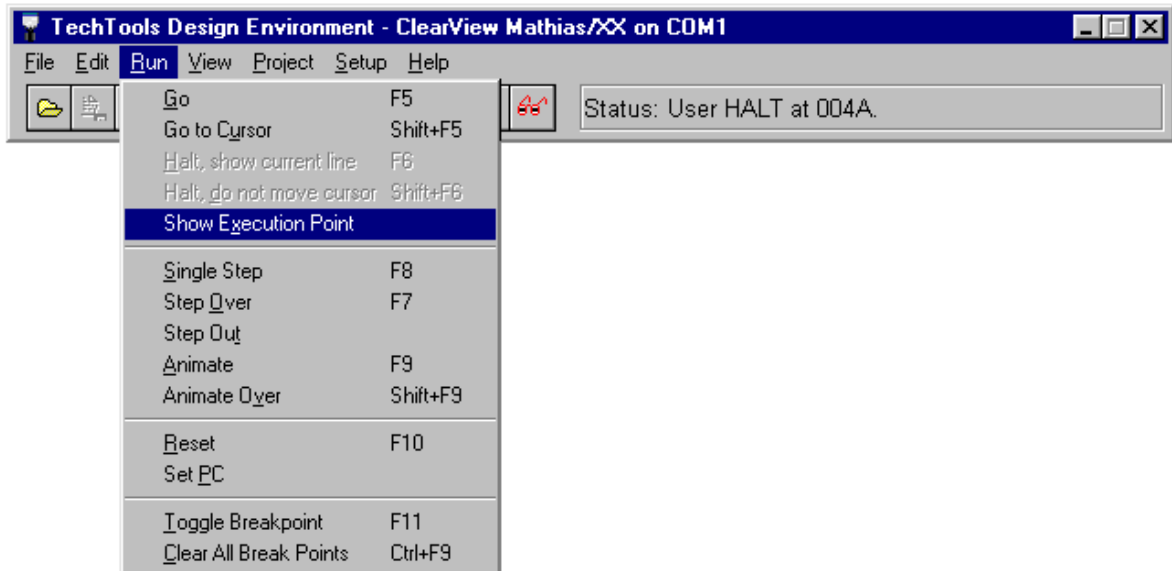 TechTools Design Environment - ClearView Mathias/XX on COM1
File Edit Run View Project Setup Help
Status: User HALT at 004A.
Go F5
Go to Cursor Shift+F5
Halt, show current line F6
Halt, do not move cursor Shift+F6
Show Execution Point
Single Step F8
Step Over F7
Step Out
Animate F9
Animate Over Shift+F9
Reset F10
Set PC
Toggle Breakpoint F11
Clear All Break Points Ctrl+F9